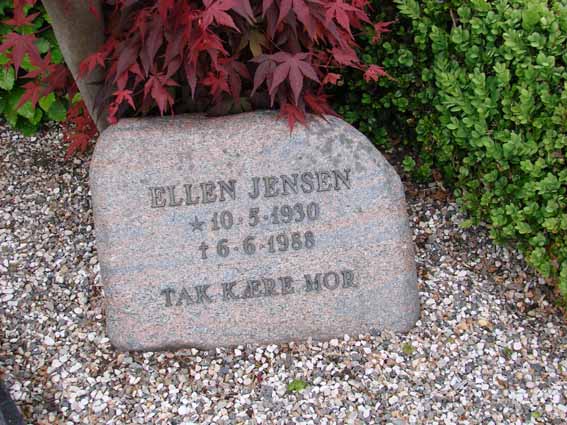 ELLEN JENSEN
* 10·5·1930
† 6·6·1988
TAK KÆRE MOR